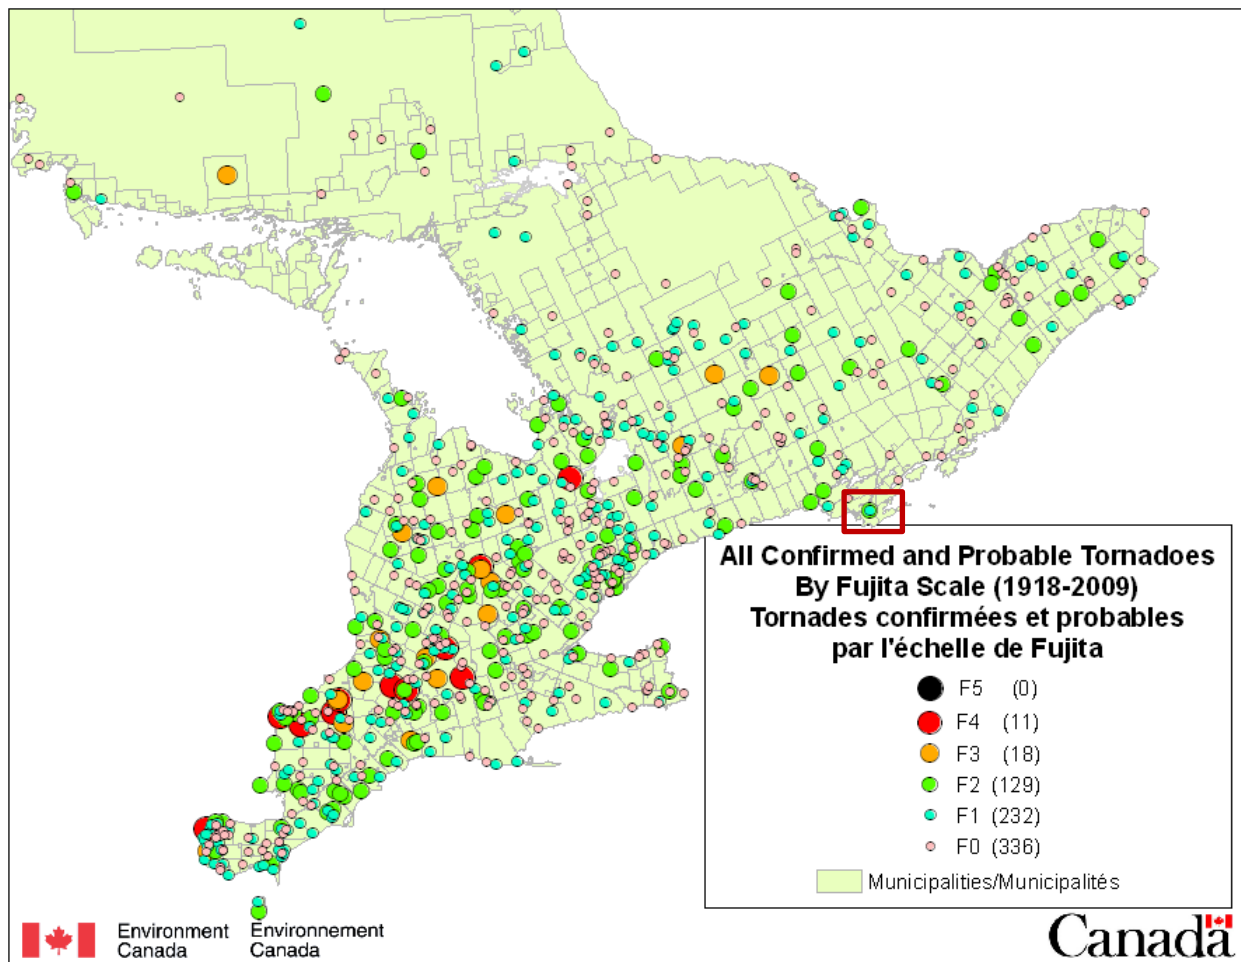 All Confirmed and Probable Tornadoes
By Fujita Scale (1918-2009)
Tornades confirmées et probables
par l'échelle de Fujita
F5 (0)
F4 (11)
F3 (18)
F2 (129)
F1 (232)
F0 (336)
Municipalities/Municipalités
Environment Environnement
Canada Canada
Canada